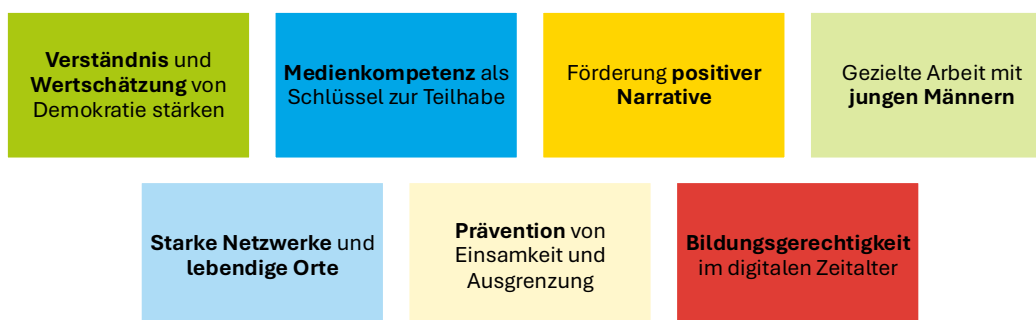 Verständnis und
Wertschätzung von
Demokratie stärken
Medienkompetenz als
Schlüssel zur Teilhabe
Förderung positiver
Narrative
Gezielte Arbeit mit
jungen Männern
Starke Netzwerke und
lebendige Orte
Prävention von
Einsamkeit und
Ausgrenzung
Bildungsgerechtigkeit
im digitalen Zeitalter